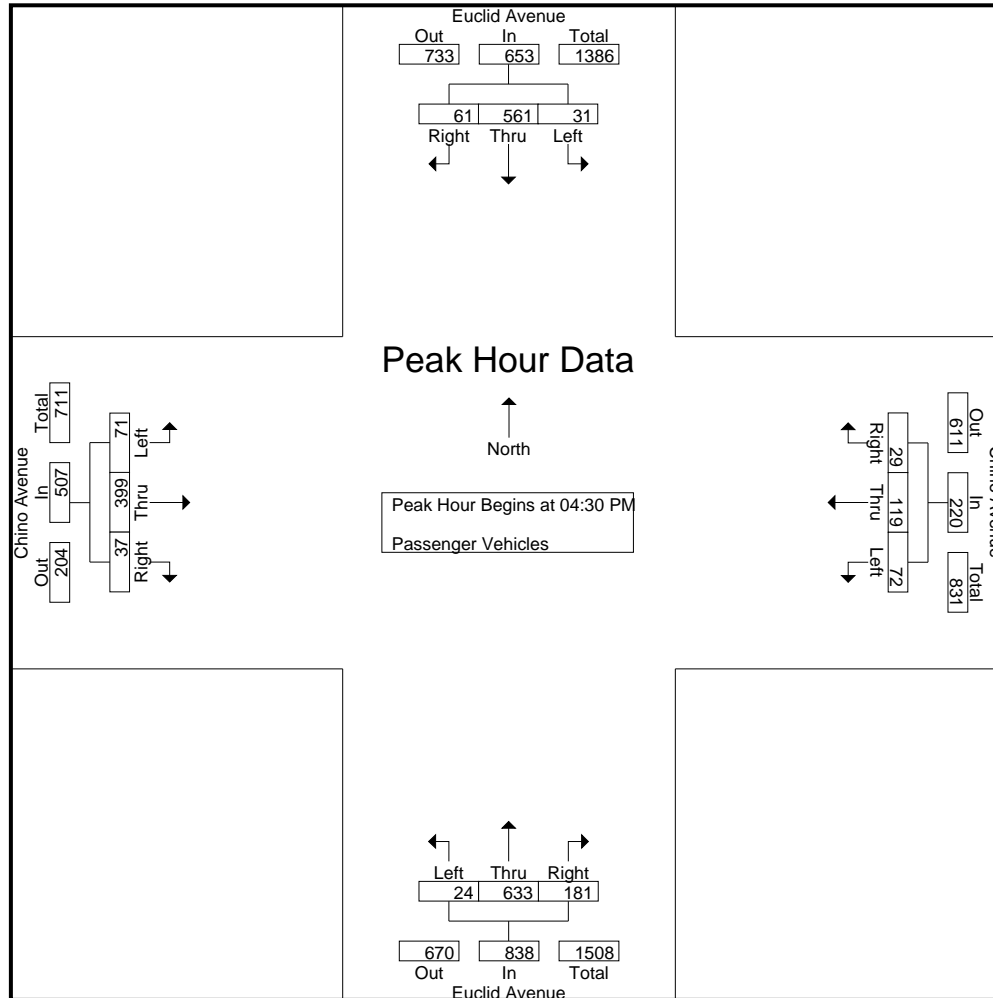 Euclid Avenue
Out In Total
733 653 1386
61 561 31
Right Thru Left
Peak Hour Data
North
Peak Hour Begins at 04:30 PM
Passenger Vehicles
Chino Avenue
Total In Out
711 507 204
71 399 37
Left Thru Right
Out In Total
611 220 831
29 119 72
Right Thru Left
Left Thru Right
24 633 181
670 838 1508
Out In Total
Euclid Avenue